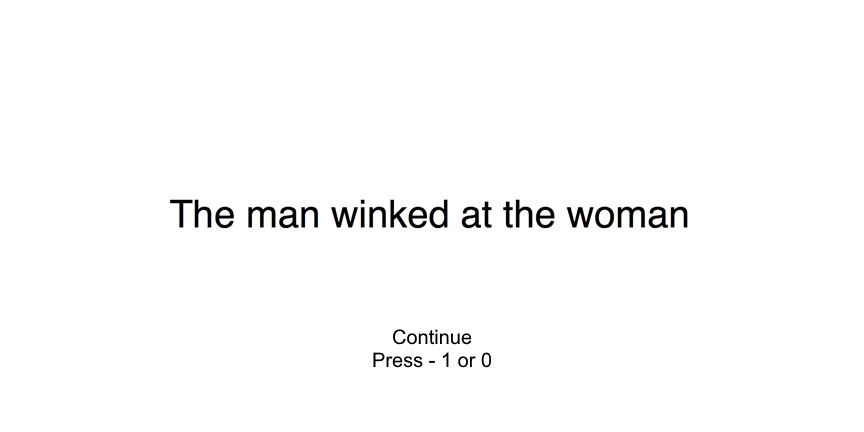 The man winked at the woman
Continue
Press - 1 or 0